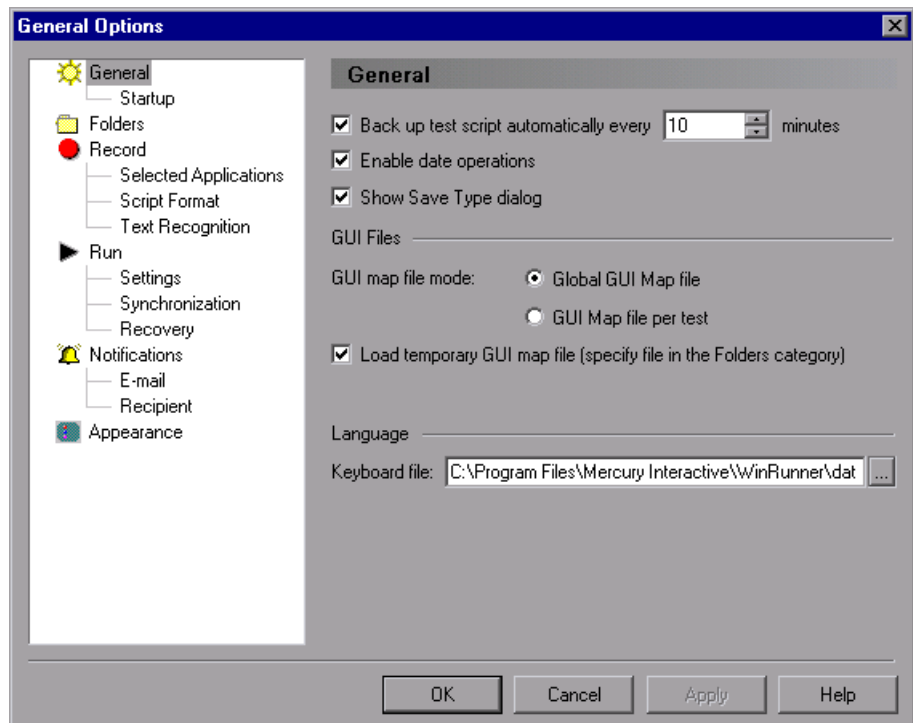 General Options
General
Startup
Folders
Record
Selected Applications
Script Format
Text Recognition
Run
Settings
Synchronization
Recovery
Notifications
E-mail
Recipient
Appearance
General
Back up test script automatically every 10 minutes
Enable date operations
Show Save Type dialog
GUI Files
GUI map file mode: Global GUI Map file
GUI Map file per test
Load temporary GUI map file (specify file in the Folders category)
Language
Keyboard file: C:\Program Files\Mercury Interactive\WinRunner\dat ...
OK Cancel Apply Help